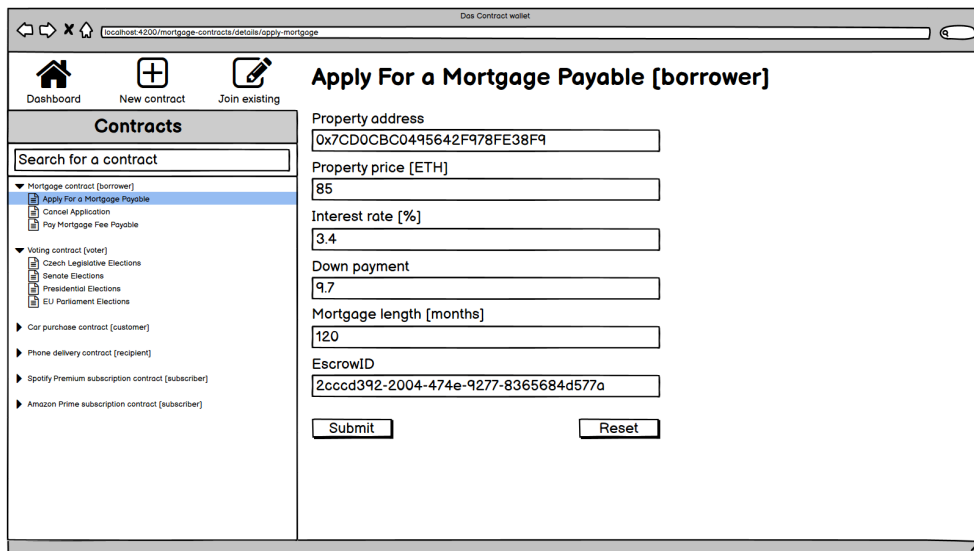 Das Contract wallet
localhost:4200/mortgage-contracts/details/apply-mortgage
Dashboard
New contract
Join existing
Contracts
Search for a contract
Mortgage contract [borrower]
Apply For a Mortgage Payable
Cancel Application
Pay Mortgage Fee Payable
Voting contract [voter]
Czech Legislative Elections
Senate Elections
Presidential Elections
EU Parliament Elections
Car purchase contract [customer]
Phone delivery contract [recipient]
Spotify Premium subscription contract [subscriber]
Amazon Prime subscription contract [subscriber]
Apply For a Mortgage Payable [borrower]
Property address
0x7CD0CBC0495642F978FE38F9
Property price [ETH]
85
Interest rate [%]
3.4
Down payment
9.7
Mortgage length [months]
120
EscrowID
2cccd392-2004-474e-9277-8365684d577a
Submit
Reset